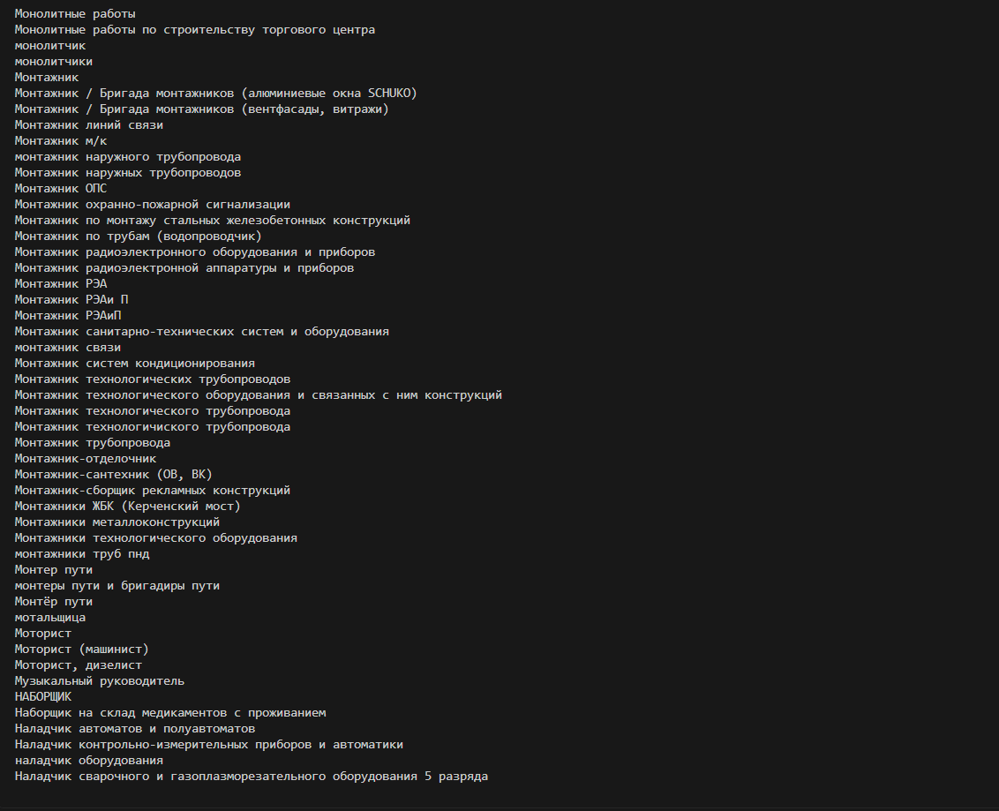 Монолитные работы
Монолитные работы по строительству торгового центра
монолитчик
монолитчики
Монтажник
Монтажник / Бригада монтажников (алюминиевые окна SCHUKO)
Монтажник / Бригада монтажников (вентфасады, витражи)
Монтажник линий связи
Монтажник м/к
монтажник наружного трубопровода
Монтажник наружных трубопроводов
Монтажник ОПС
Монтажник охранно-пожарной сигнализации
Монтажник по монтажу стальных железобетонных конструкций
Монтажник по трубам (водопроводчик)
Монтажник радиоэлектронного оборудования и приборов
Монтажник радиоэлектронной аппаратуры и приборов
Монтажник РЭА
Монтажник РЭАи П
Монтажник РЭАиП
Монтажник санитарно-технических систем и оборудования
монтажник связи
Монтажник систем кондиционирования
Монтажник технологических трубопроводов
Монтажник технологического оборудования и связанных с ним конструкций
Монтажник технологического трубопровода
Монтажник технологичиского трубопровода
Монтажник трубопровода
Монтажник-отделочник
Монтажник-сантехник (ОВ, ВК)
Монтажник-сборщик рекламных конструкций
Монтажники ЖБК (Керченский мост)
Монтажники металлоконструкций
Монтажники технологического оборудования
монтажники труб пнд
Монтер пути
монтеры пути и бригадиры пути
Монтёр пути
мотальщица
Моторист
Моторист (машинист)
Моторист, дизелист
Музыкальный руководитель
НАБОРЩИК
Наборщик на склад медикаментов с проживанием
Наладчик автоматов и полуавтоматов
Наладчик контрольно-измерительных приборов и автоматики
наладчик оборудования
Наладчик сварочного и газоплазморезательного оборудования 5 разряда